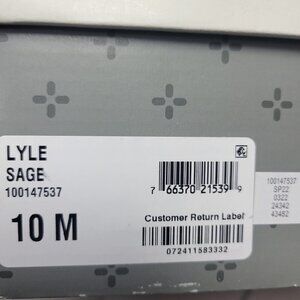 LYLE
SAGE
100147537
10 M
7 66370 21539 9
Customer Return Label
072411583332
100147537
SP22
0322
24342
43482